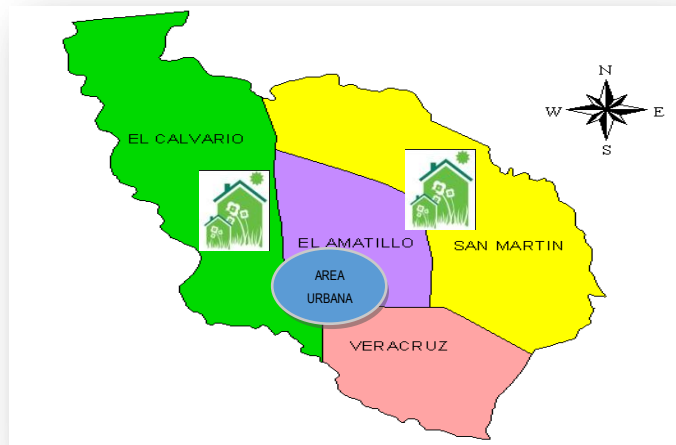 N
W E
S
EL CALVARIO
EL AMATILLO
SAN MARTIN
AREA
URBANA
VERACRUZ